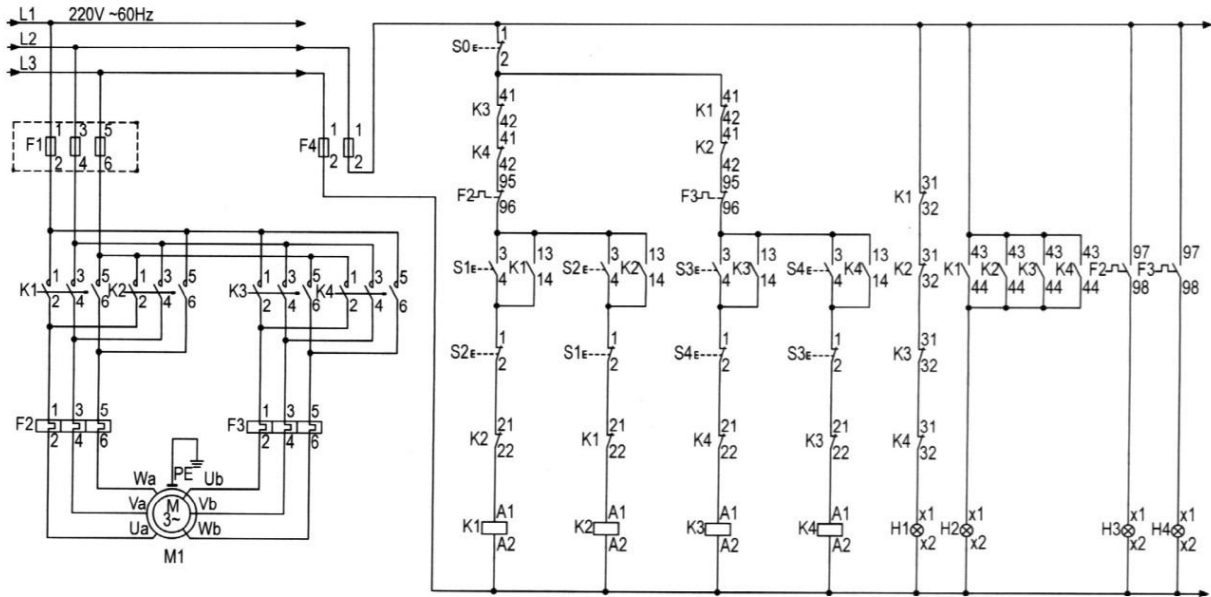 L1 220V ~60Hz
L2
L3
F1 1 3 5
2 4 6
F4 1 1
2 2
S0E 1
2
K3 41
42
K4 41
42
F2 95
96
K1 41
42
K2 41
42
F3 95
96
K1 1 3 5
2 4 6
K2 1 3 5
2 4 6
K3 1 3 5
2 4 6
K4 1 3 5
2 4 6
S1E 3
4
K1 13
14
S2E 3
4
K2 13
14
S3E 3
4
K3 13
14
S4E 3
4
K4 13
14
S2E 1
2
S1E 1
2
S4E 1
2
S3E 1
2
K2 21
22
K1 21
22
K4 21
22
K3 21
22
K1 A1
A2
K2 A1
A2
K3 A1
A2
K4 A1
A2
K1 31
32
K2 31
32
K3 31
32
K4 31
32
H1 x1
x2
K1 43
44
K2 43
44
K3 43
44
K4 43
44
H2 x1
x2
F2 97
98
H3 x1
x2
F3 97
98
H4 x1
x2
F2 1 3 5
2 4 6
F3 1 3 5
2 4 6
PE
Wa Ub
Va M Vb
3~
Ua Wb
M1